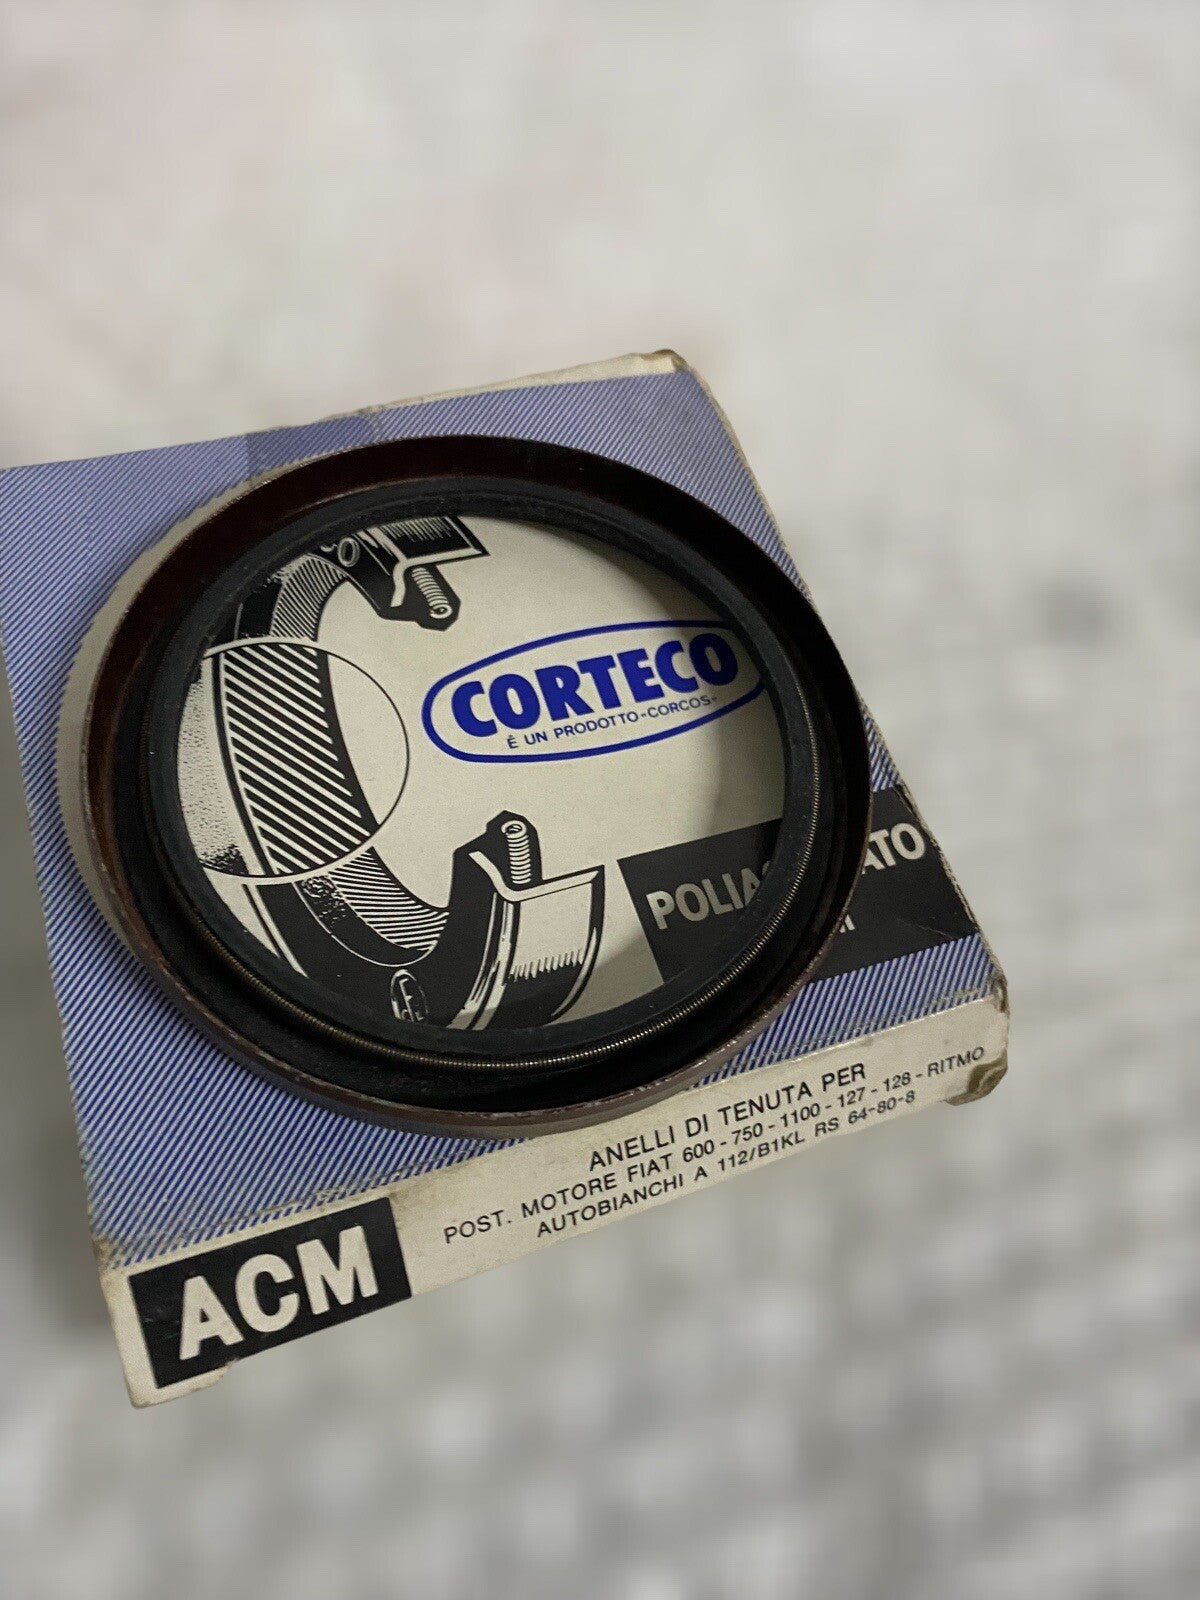 CORTECO
È UN PRODOTTO-CORCOS-
ANELLI DI TENUTA PER
POST. MOTORE FIAT 600-750-1100-127-128-RITMO
AUTOBIANCHI A 112/B1KL RS 64-80-8
ACM